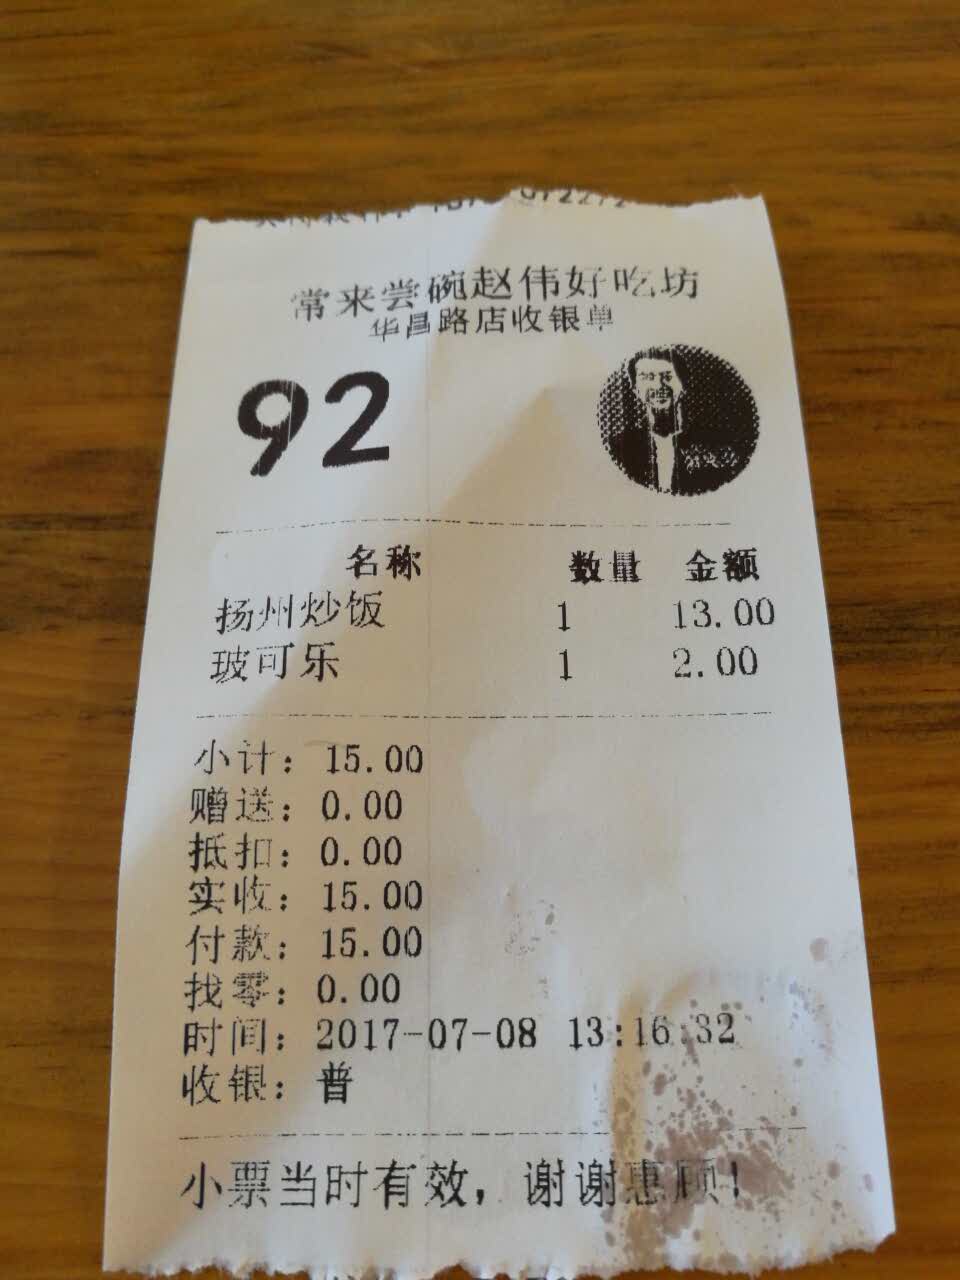 常来尝碗赵伟好吃坊
华昌路店收银单
92
名称 数量 金额
扬州炒饭 1 13.00
玻可乐 1 2.00
小计：15.00
赠送：0.00
抵扣：0.00
实收：15.00
付款：15.00
找零：0.00
时间：2017-07-08 13:16:32
收银：普
小票当时有效，谢谢惠顾！